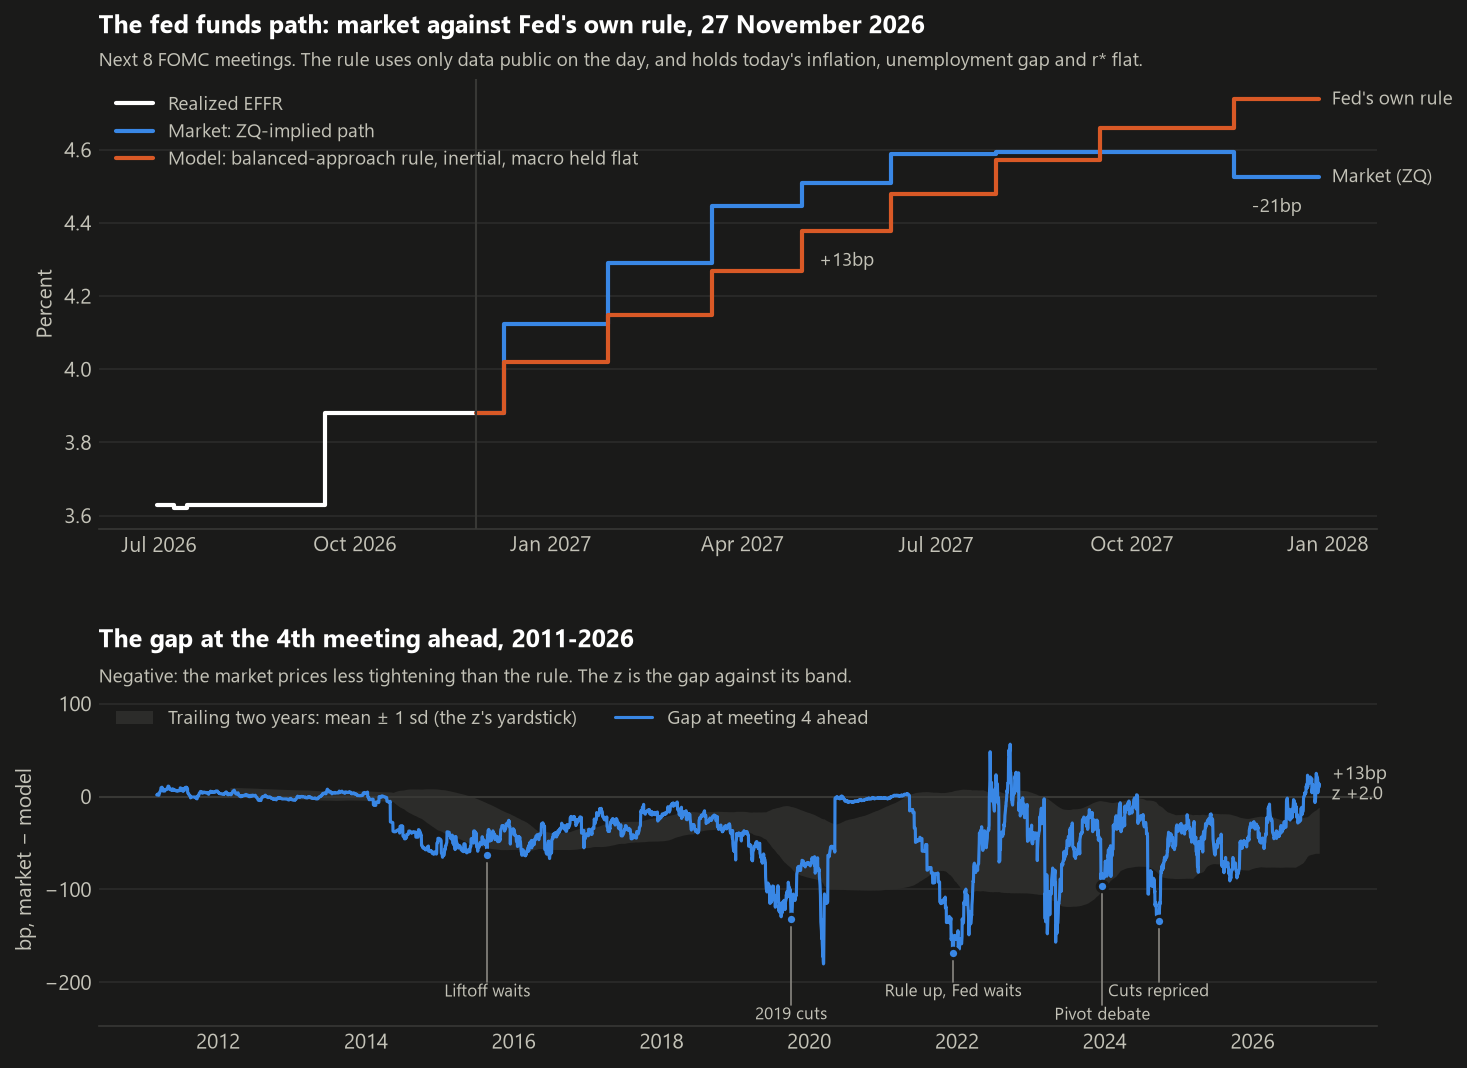 The fed funds path: market against Fed's own rule, 27 November 2026
Next 8 FOMC meetings. The rule uses only data public on the day, and holds today's inflation, unemployment gap and r* flat.
Realized EFFR
Market: ZQ-implied path
Model: balanced-approach rule, inertial, macro held flat
Fed's own rule
Market (ZQ)
-21bp
+13bp
Percent
4.6
4.4
4.2
4.0
3.8
3.6
Jul 2026
Oct 2026
Jan 2027
Apr 2027
Jul 2027
Oct 2027
Jan 2028
The gap at the 4th meeting ahead, 2011-2026
Negative: the market prices less tightening than the rule. The z is the gap against its band.
Trailing two years: mean ± 1 sd (the z's yardstick)
Gap at meeting 4 ahead
bp, market − model
100
0
−100
−200
+13bp
z +2.0
Liftoff waits
2019 cuts
Rule up, Fed waits
Pivot debate
Cuts repriced
2012
2014
2016
2018
2020
2022
2024
2026